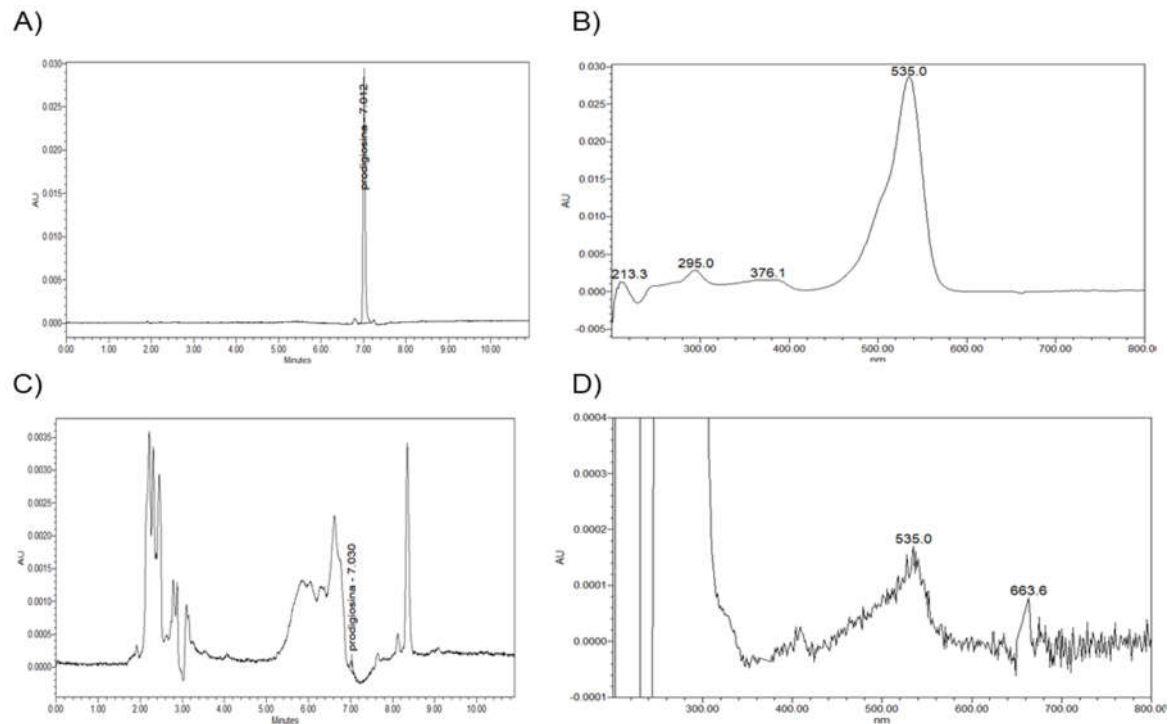 A)
0.030
0.025
0.020
0.015
0.010
0.005
0.000
AU
prodigiosina - 7.012
0.00 1.00 2.00 3.00 4.00 5.00 6.00 7.00 8.00 9.00 10.00
Minutes
B)
0.030
0.025
0.020
0.015
0.010
0.005
0.000
-0.005
AU
213.3
295.0
376.1
535.0
300.00 400.00 500.00 600.00 700.00 800.0
nm
C)
0.0035
0.0030
0.0025
0.0020
0.0015
0.0010
0.0005
0.0000
AU
prodigiosina - 7.030
0.00 1.00 2.00 3.00 4.00 5.00 6.00 7.00 8.00 9.00 10.00
Minutes
D)
0.0004
0.0003
0.0002
0.0001
0.0000
-0.0001
AU
535.0
663.6
300.00 400.00 500.00 600.00 700.00 800.0
nm